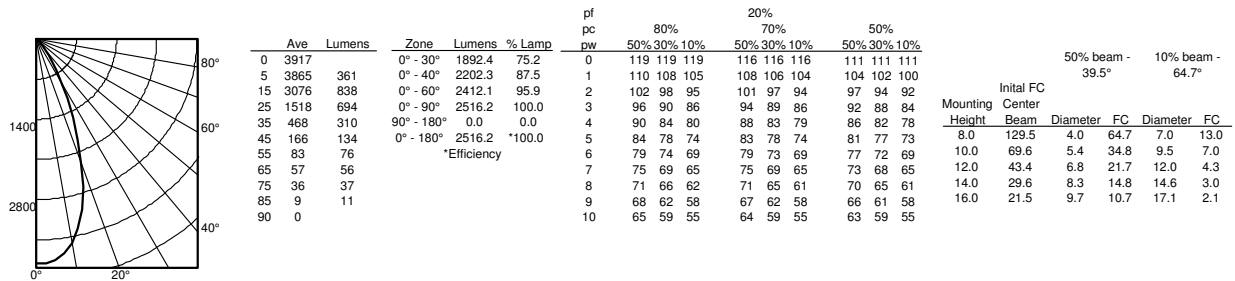 80°
60°
40°
20°
0°
1400
2800
Ave Lumens
0 3917
5 3865 361
15 3076 838
25 1518 694
35 468 310
45 166 134
55 83 76
65 57 56
75 36 37
85 9 11
90 0
Zone Lumens % Lamp
0° - 30° 1892.4 75.2
0° - 40° 2202.3 87.5
0° - 60° 2412.1 95.9
0° - 90° 2516.2 100.0
90° - 180° 0.0 0.0
0° - 180° 2516.2 *100.0
*Efficiency
pf 20%
pc 80% 70% 50%
pw 50% 30% 10% 50% 30% 10% 50% 30% 10%
0 119 119 119 116 116 116 111 111 111
1 110 108 105 108 106 104 104 102 100
2 102 98 95 101 97 94 97 94 92
3 96 90 86 94 89 86 92 88 84
4 90 84 80 88 83 79 86 82 78
5 84 78 74 83 78 74 81 77 73
6 79 74 69 79 73 69 77 72 69
7 75 69 65 75 69 65 73 68 65
8 71 66 62 71 65 61 70 65 61
9 68 62 58 67 62 58 66 61 58
10 65 59 55 64 59 55 63 59 55
50% beam - 10% beam -
39.5° 64.7°
Inital FC
Mounting Center
Height Beam Diameter FC Diameter FC
8.0 129.5 4.0 64.7 7.0 13.0
10.0 69.6 5.4 34.8 9.5 7.0
12.0 43.4 6.8 21.7 12.0 4.3
14.0 29.6 8.3 14.8 14.6 3.0
16.0 21.5 9.7 10.7 17.1 2.1